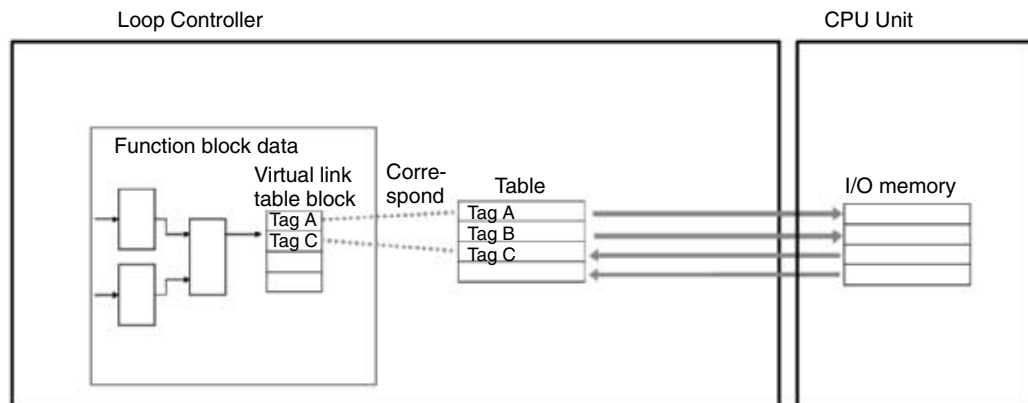 Loop Controller
CPU Unit
Function block data
Virtual link
table block
Tag A
Tag C
Corre-
spond
Table
Tag A
Tag B
Tag C
I/O memory